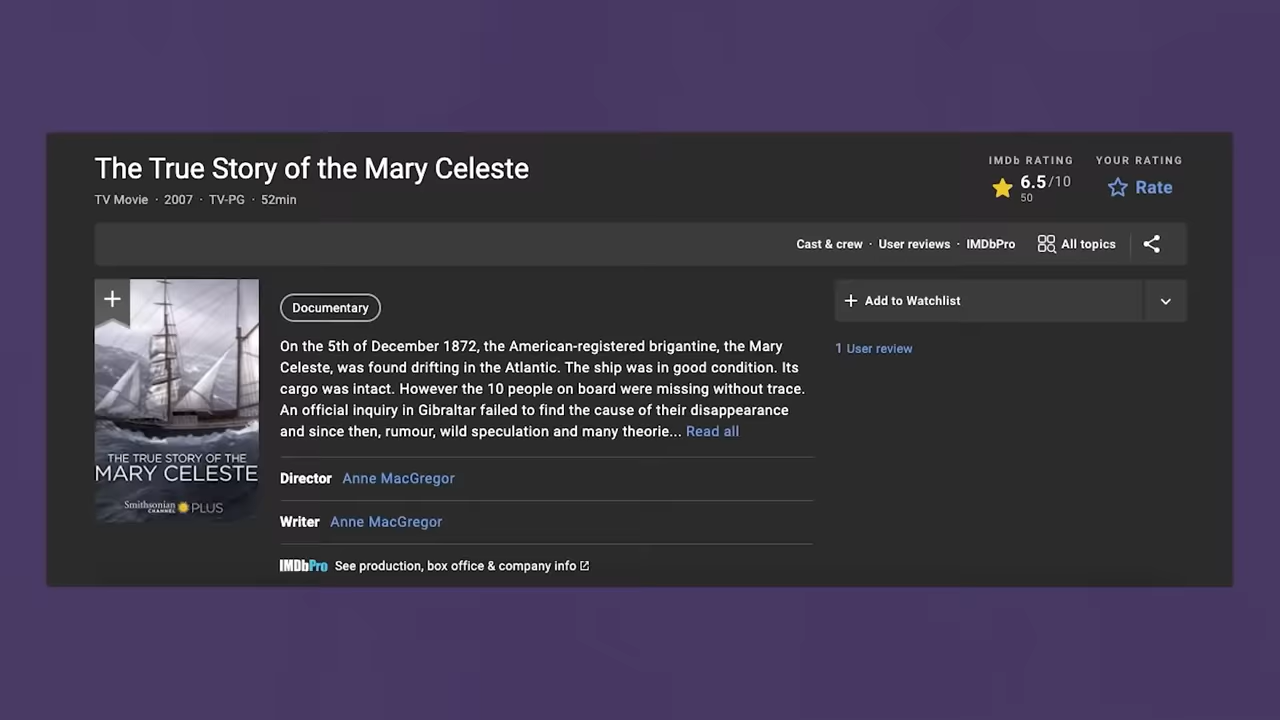 The True Story of the Mary Celeste
TV Movie · 2007 · TV-PG · 52min
IMDb RATING
6.5/10
50
YOUR RATING
Rate
Cast & crew · User reviews · IMDbPro
All topics
THE TRUE STORY OF THE
MARY CELESTE
Smithsonian
CHANNEL
PLUS
Documentary
On the 5th of December 1872, the American-registered brigantine, the Mary
Celeste, was found drifting in the Atlantic. The ship was in good condition. Its
cargo was intact. However the 10 people on board were missing without trace.
An official inquiry in Gibraltar failed to find the cause of their disappearance
and since then, rumour, wild speculation and many theorie... Read all
Director Anne MacGregor
Writer Anne MacGregor
IMDbPro See production, box office & company info
+ Add to Watchlist
1 User review